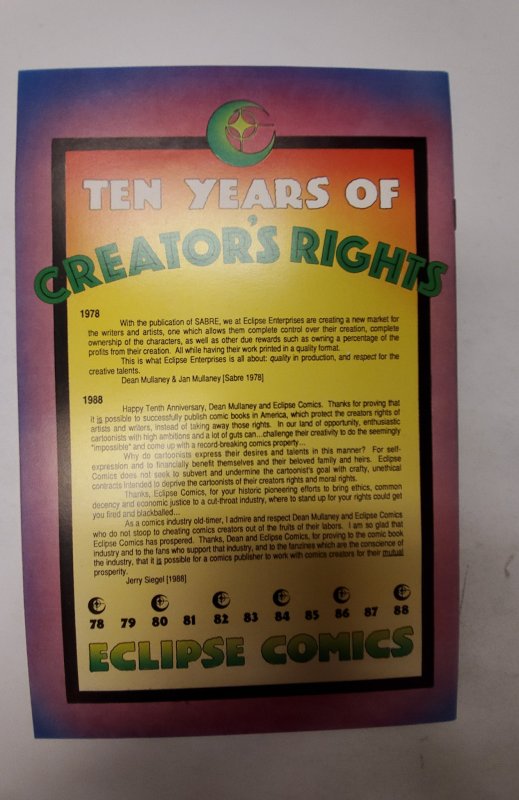 TEN YEARS OF
CREATOR'S RIGHTS
1978
With the publication of SABRE, we at Eclipse Enterprises are creating a new market for
the writers and artists, one which allows them complete control over their creation, complete
ownership of the characters, as well as other due rewards such as owning a percentage of the
profits from their creation. All while having their work printed in a quality format.
This is what Eclipse Enterprises is all about: quality in production, and respect for the
creative talents.
Dean Mullaney & Jan Mullaney [Sabre 1978]
1988
Happy Tenth Anniversary, Dean Mullaney and Eclipse Comics. Thanks for proving that
it is possible to successfully publish comic books in America, which protect the creators rights of
artists and writers, instead of taking away those rights. In our land of opportunity, enthusiastic
cartoonists with high ambitions and a lot of guts can...challenge their creativity to do the seemingly
"impossible" and come up with a record-breaking comics property...
Why do cartoonists express their desires and talents in this manner? For self-
expression and to financially benefit themselves and their beloved family and heirs. Eclipse
Comics does not seek to subvert and undermine the cartoonist's goal with crafty, unethical
contracts intended to deprive the cartoonists of their creators rights and moral rights.
Thanks, Eclipse Comics, for your historic pioneering efforts to bring ethics, common
decency and economic justice to a cut-throat industry, where to stand up for your rights could get
you fired and blackballed...
As a comics industry old-timer, I admire and respect Dean Mullaney and Eclipse Comics
who do not stoop to cheating comics creators out of the fruits of their labors. I am so glad that
Eclipse Comics has prospered. Thanks, Dean and Eclipse Comics, for proving to the comic book
industry and to the fans who support that industry, and to the fanzines which are the conscience of
the industry, that it is possible for a comics publisher to work with comics creators for their mutual
prosperity.
Jerry Siegel [1988]
78 79 80 81 82 83 84 85 86 87 88
ECLIPSE COMICS